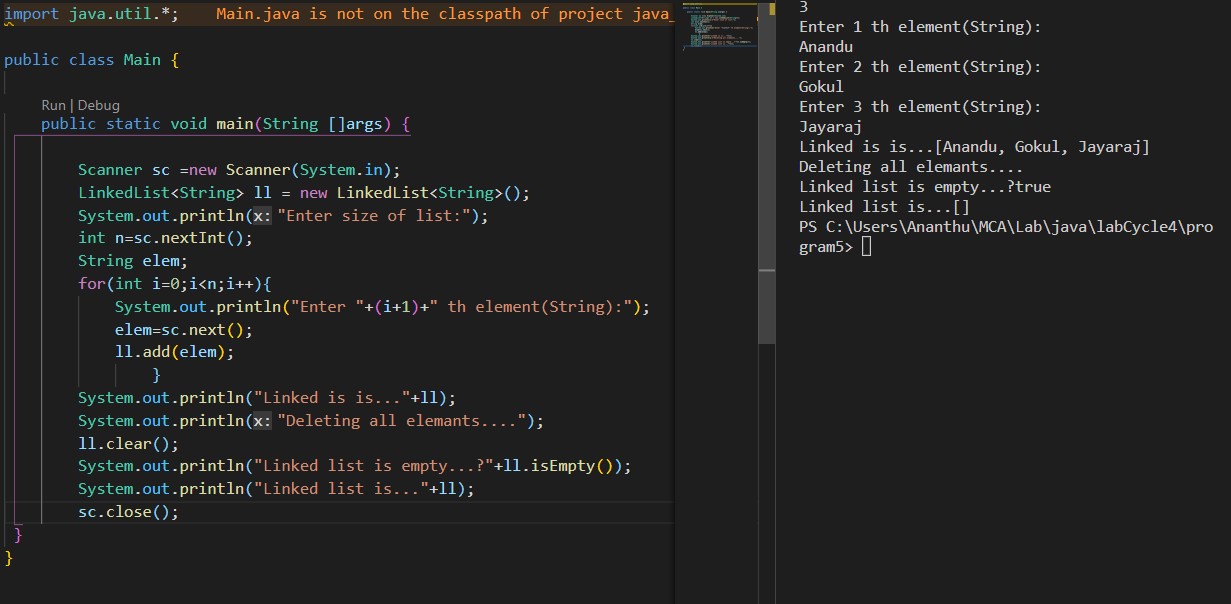 import java.util.*;    Main.java is not on the classpath of project java_
public class Main {
Run | Debug
public static void main(String []args) {
Scanner sc =new Scanner(System.in);
LinkedList<String> ll = new LinkedList<String>();
System.out.println(x: "Enter size of list:");
int n=sc.nextInt();
String elem;
for(int i=0;i<n;i++){
System.out.println("Enter "+(i+1)+" th element(String):");
elem=sc.next();
ll.add(elem);
}
System.out.println("Linked is is..."+ll);
System.out.println(x: "Deleting all elemants....");
ll.clear();
System.out.println("Linked list is empty...?"+ll.isEmpty());
System.out.println("Linked list is..."+ll);
sc.close();
}
}
3
Enter 1 th element(String):
Anandu
Enter 2 th element(String):
Gokul
Enter 3 th element(String):
Jayaraj
Linked is is...[Anandu, Gokul, Jayaraj]
Deleting all elemants....
Linked list is empty...?true
Linked list is...[]
PS C:\Users\Ananthu\MCA\Lab\java\labCycle4\pro
gram5>